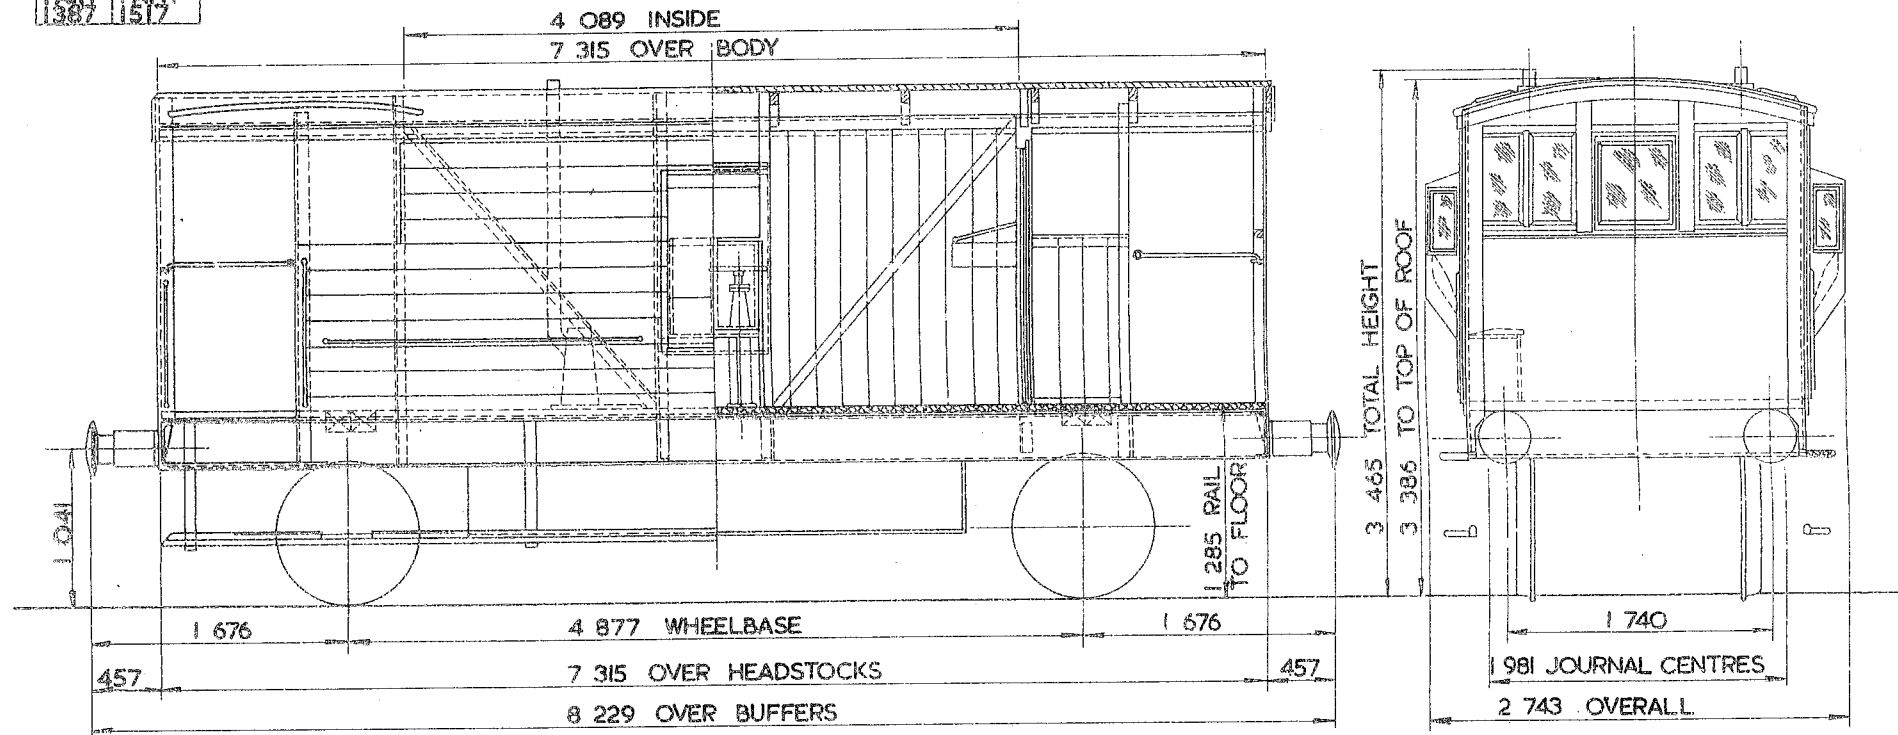 1387 1517
4 089 INSIDE
7 315 OVER BODY
1 041
1 285 RAIL
TO FLOOR
3 465 TOTAL HEIGHT
3 386 TO TOP OF ROOF
1 676
4 877 WHEELBASE
1 676
1 740
457
7 315 OVER HEADSTOCKS
457
1 981 JOURNAL CENTRES
8 229 OVER BUFFERS
2 743 OVERALL